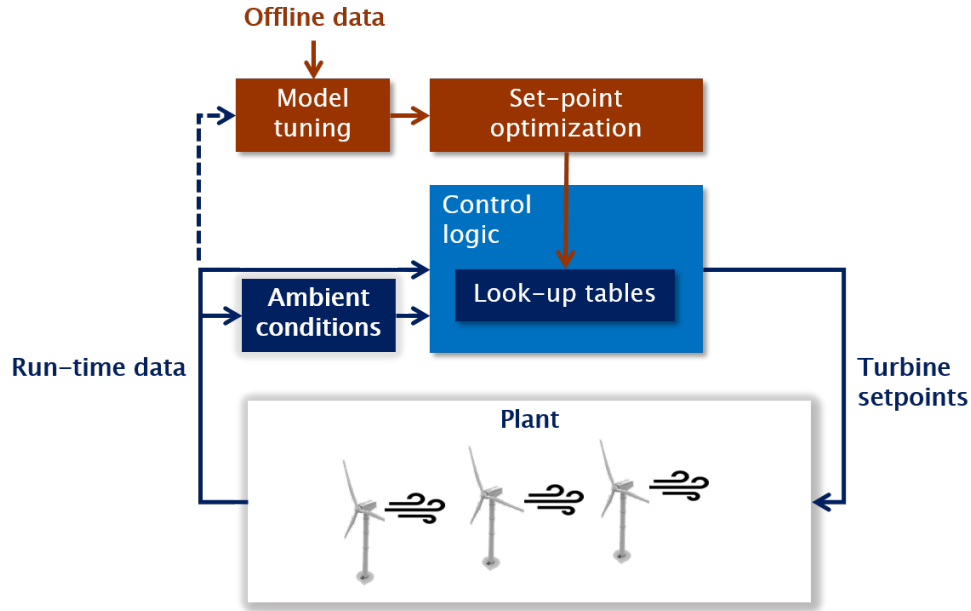 Offline data
Model
tuning
Set-point
optimization
Control
logic
Look-up tables
Ambient
conditions
Run-time data
Turbine
setpoints
Plant